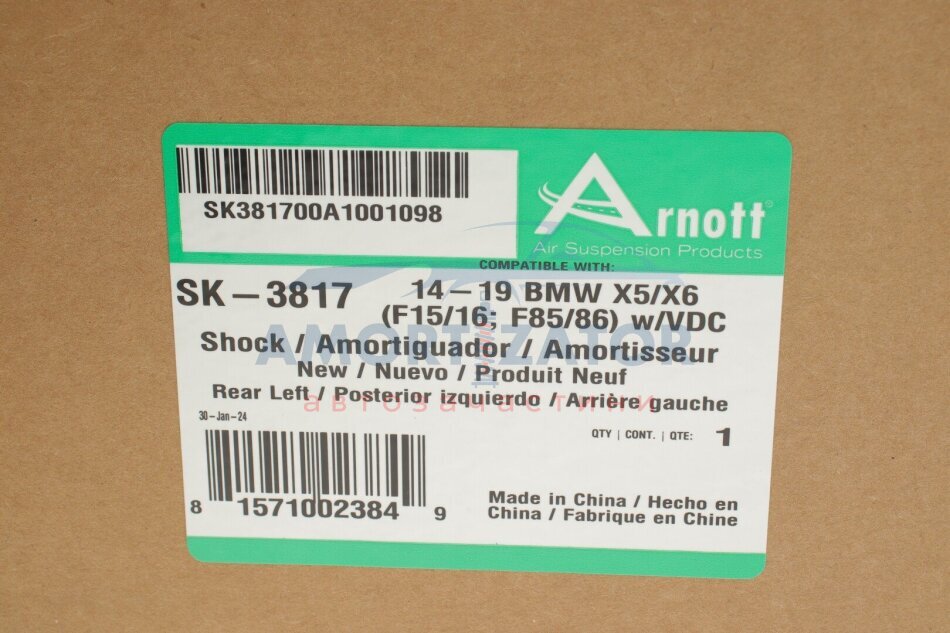 SK381700A1001098
Arnott®
Air Suspension Products
COMPATIBLE WITH:
SK-3817
14-19 BMW X5/X6
(F15/16; F85/86) w/VDC
Shock / Amortiguador / Amortisseur
New / Nuevo / Produit Neuf
Rear Left / Posterior izquierdo / Arrière gauche
30-Jan-24
QTY | CONT. | QTE: 1
8 1571002384 9
Made in China / Hecho en
China / Fabrique en Chine
AMORTIZATOR
автозапчастини